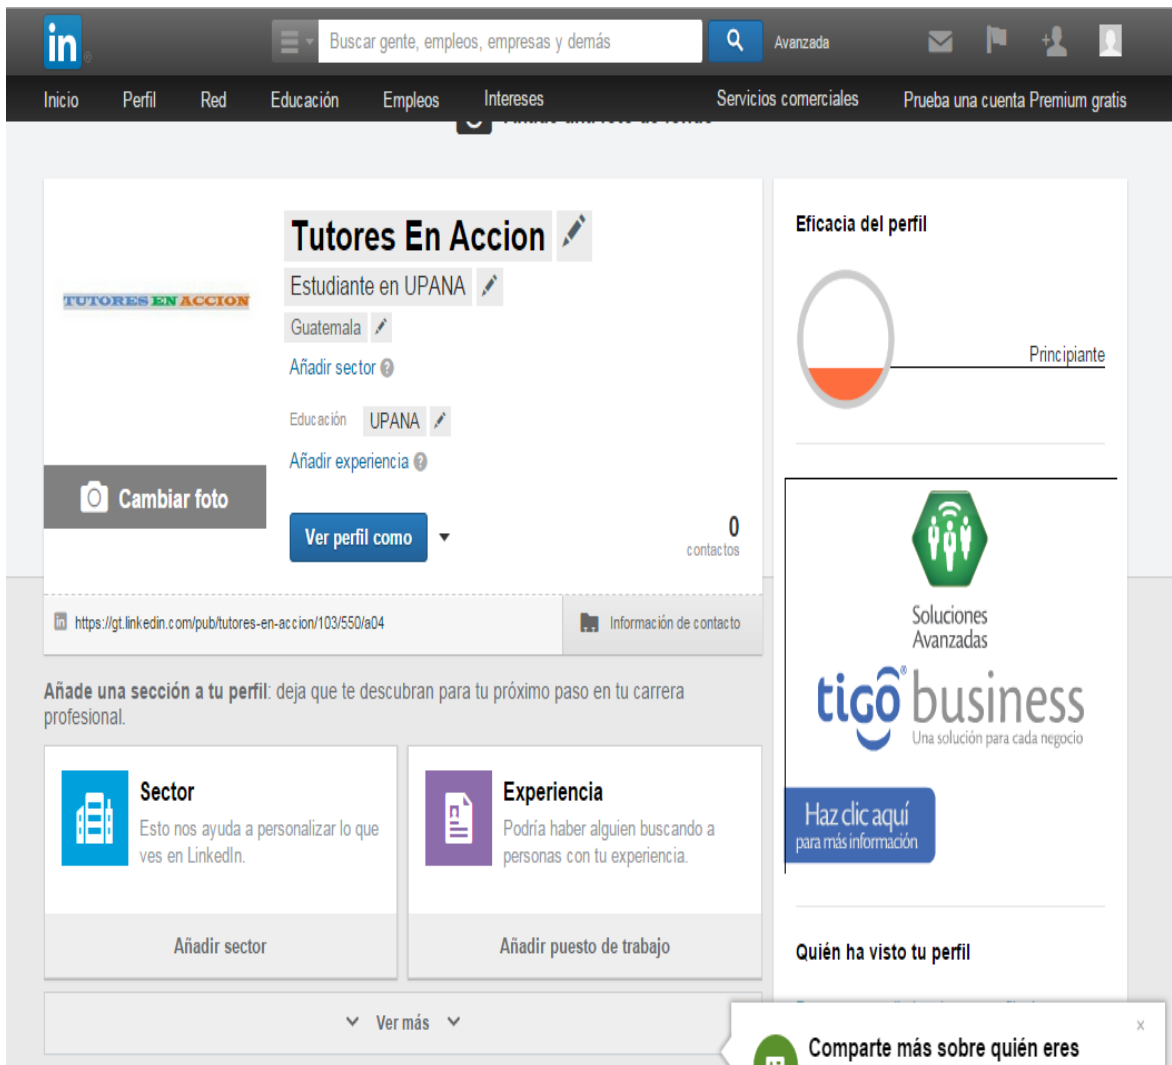 in
Buscar gente, empleos, empresas y demás
Avanzada
Inicio Perfil Red Educación Empleos Intereses Servicios comerciales Prueba una cuenta Premium gratis
TUTORES EN ACCION
Cambiar foto
Tutores En Accion
Estudiante en UPANA
Guatemala
Añadir sector ?
Educación UPANA
Añadir experiencia ?
Ver perfil como
0
contactos
https://gt.linkedin.com/pub/tutores-en-accion/103/550/a04
Información de contacto
Añade una sección a tu perfil: deja que te descubran para tu próximo paso en tu carrera
profesional.
Sector
Esto nos ayuda a personalizar lo que
ves en LinkedIn.
Añadir sector
Experiencia
Podría haber alguien buscando a
personas con tu experiencia.
Añadir puesto de trabajo
Ver más
Eficacia del perfil
Principiante
Soluciones
Avanzadas
tigo® business
Una solución para cada negocio
Haz clic aquí
para más información
Quién ha visto tu perfil
Comparte más sobre quién eres
x